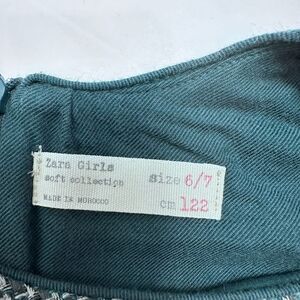 Zara Girls
soft collection
size 6/7
MADE IN MOROCCO
cm 122